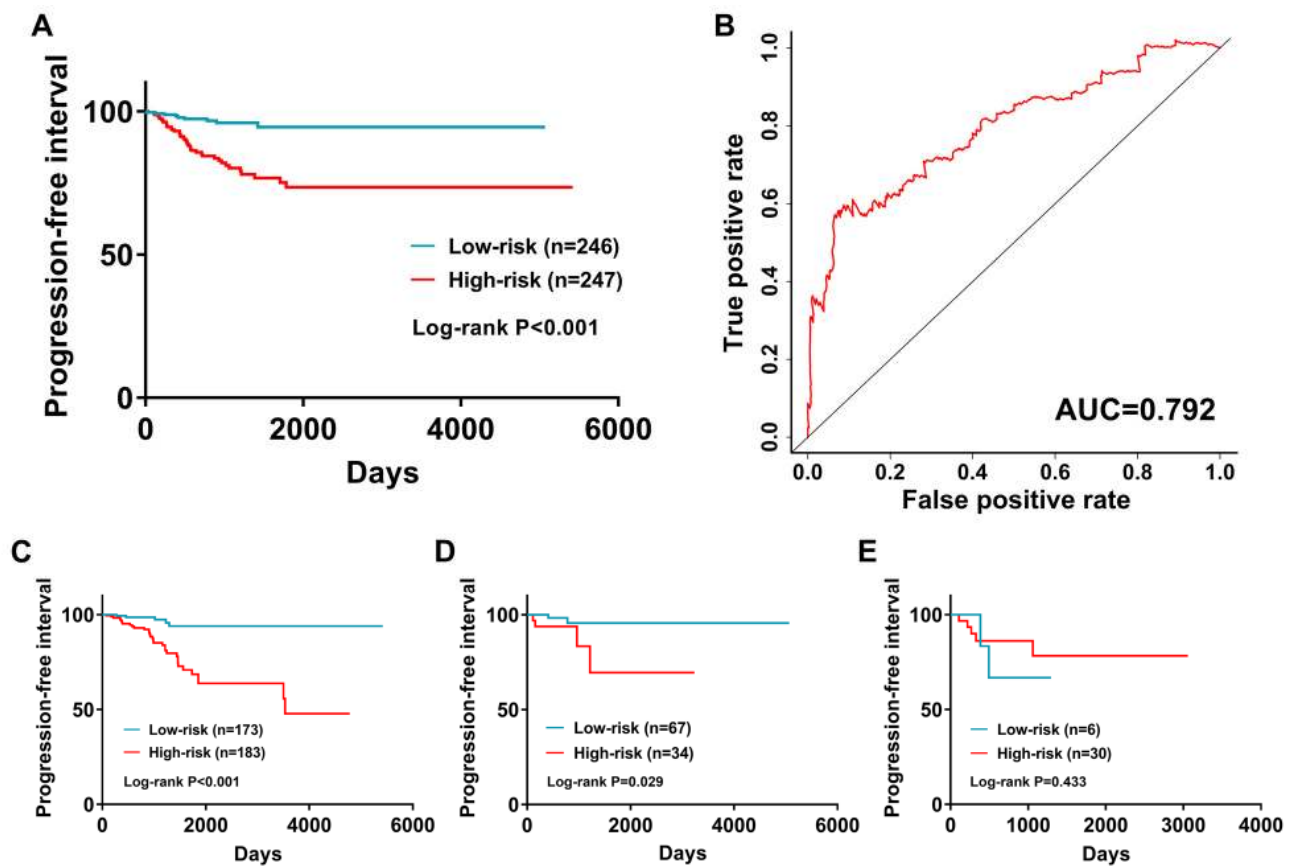 A
Progression-free interval
100
50
0
Low-risk (n=246)
High-risk (n=247)
Log-rank P<0.001
0 2000 4000 6000
Days
B
True positive rate
1.0
0.8
0.6
0.4
0.2
0.0
AUC=0.792
0.0 0.2 0.4 0.6 0.8 1.0
False positive rate
C
Progression-free interval
100
50
0
Low-risk (n=173)
High-risk (n=183)
Log-rank P<0.001
0 2000 4000 6000
Days
D
Progression-free interval
100
50
0
Low-risk (n=67)
High-risk (n=34)
Log-rank P=0.029
0 2000 4000 6000
Days
E
Progression-free interval
100
50
0
Low-risk (n=6)
High-risk (n=30)
Log-rank P=0.433
0 1000 2000 3000 4000
Days